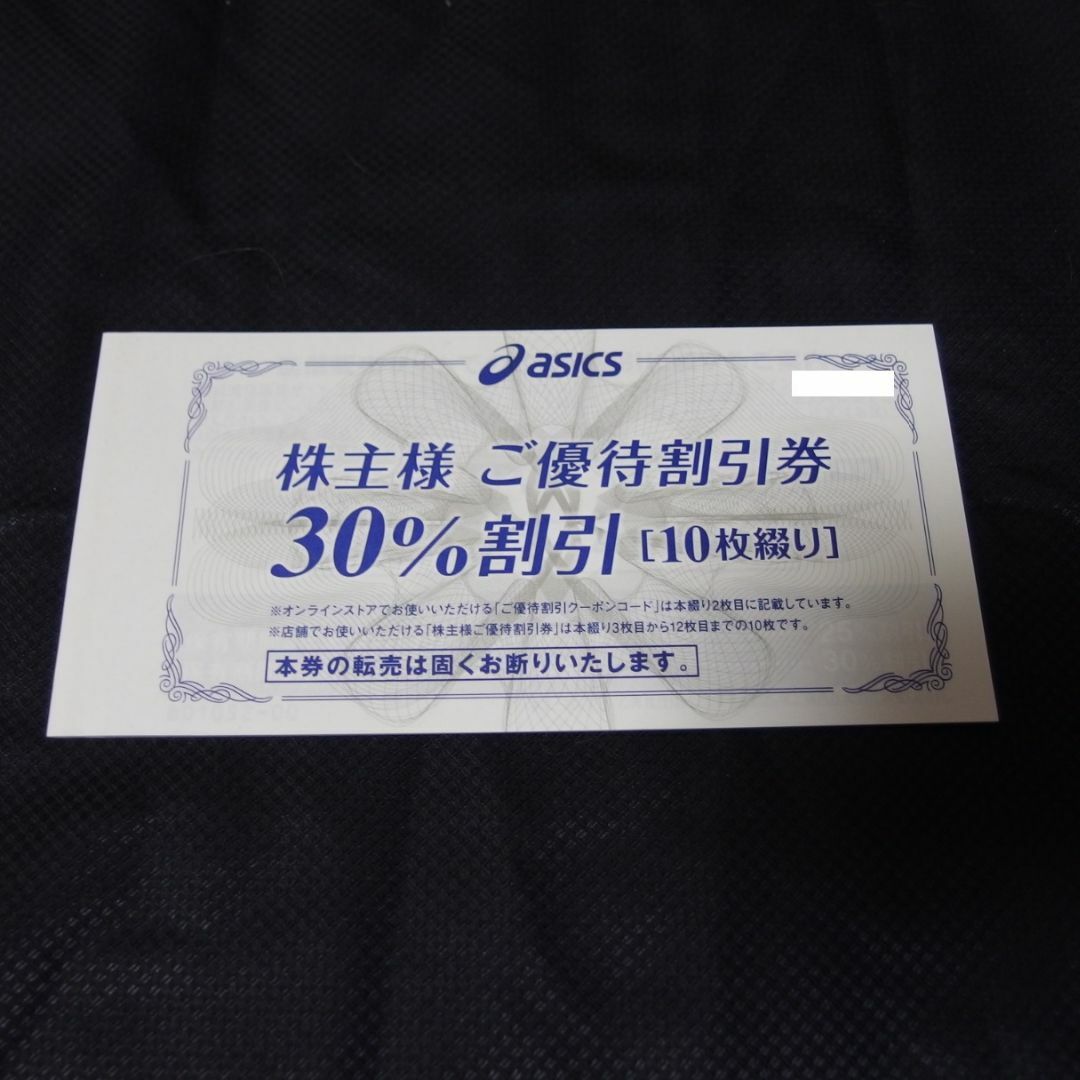 asics
株主様 ご優待割引券
30%割引 [10枚綴り]
※オンラインストアでお使いいただける「ご優待割引クーポンコード」は本綴り2枚目に記載しています。
※店舗でお使いいただける「株主様ご優待割引券」は本綴り3枚目から12枚目までの10枚です。
本券の転売は固くお断りいたします。